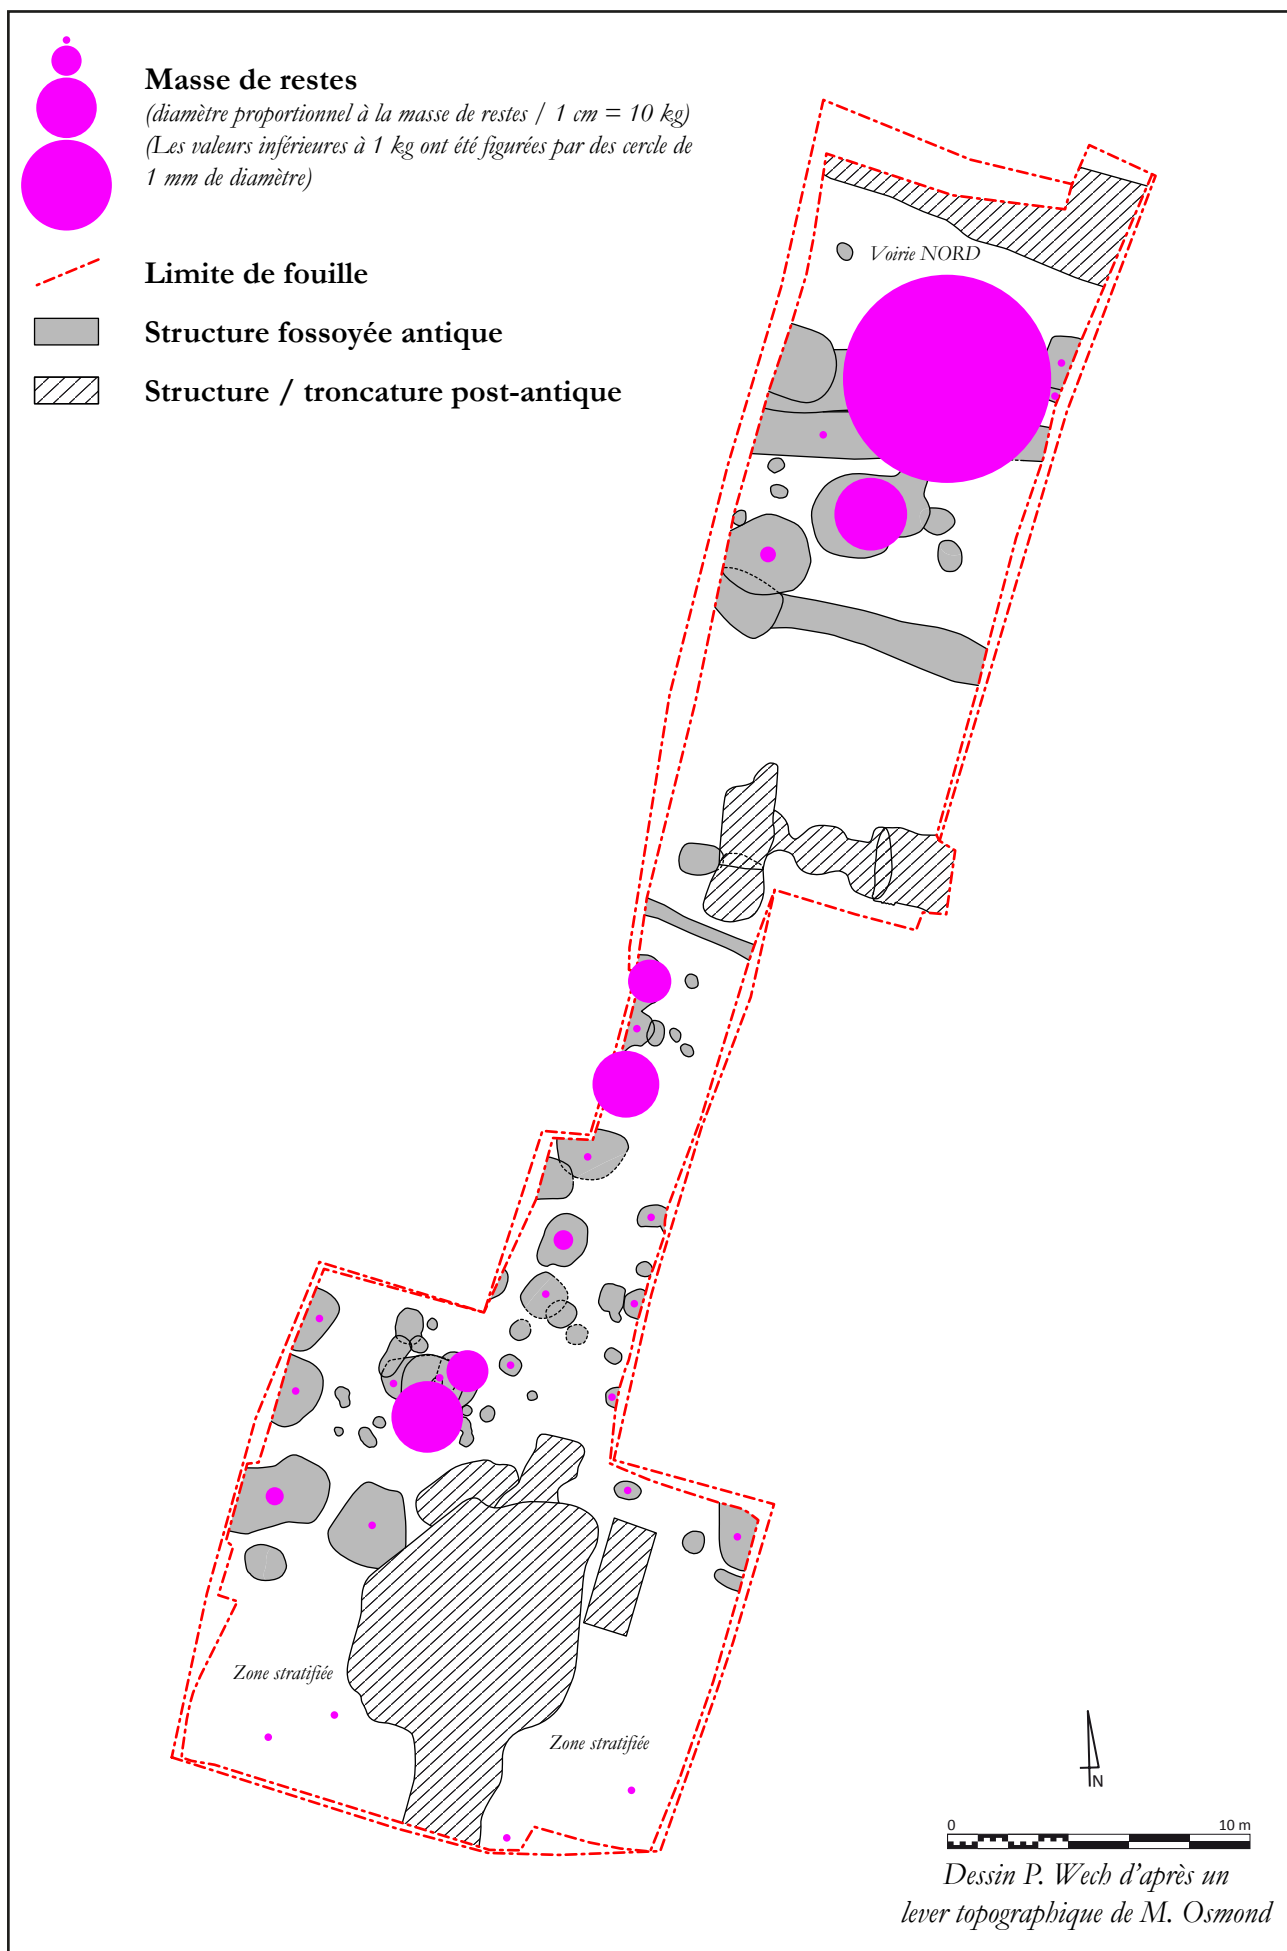 Masse de restes
(diamètre proportionnel à la masse de restes / 1 cm = 10 kg)
(Les valeurs inférieures à 1 kg ont été figurées par des cercle de
1 mm de diamètre)
Limite de fouille
Structure fossoyée antique
Structure / troncature post-antique
Voirie NORD
Zone stratifiée
Zone stratifiée
N
0 10 m
Dessin P. Wech d'après un
lever topographique de M. Osmond